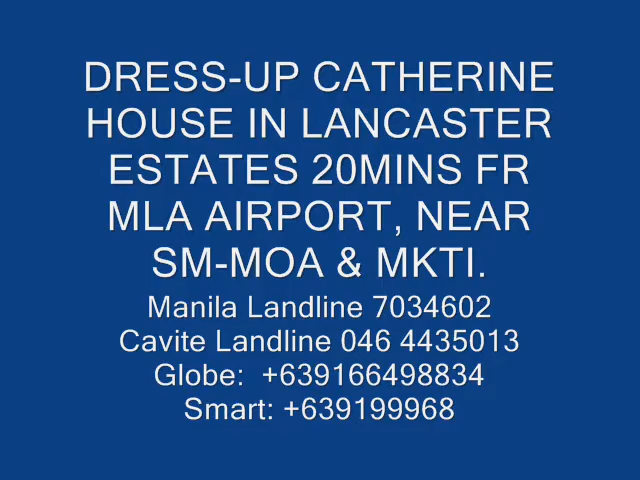 DRESS-UP CATHERINE
HOUSE IN LANCASTER
ESTATES 20MINS FR
MLA AIRPORT, NEAR
SM-MOA & MKTI.
Manila Landline 7034602
Cavite Landline 046 4435013
Globe:  +639166498834
Smart: +639199968